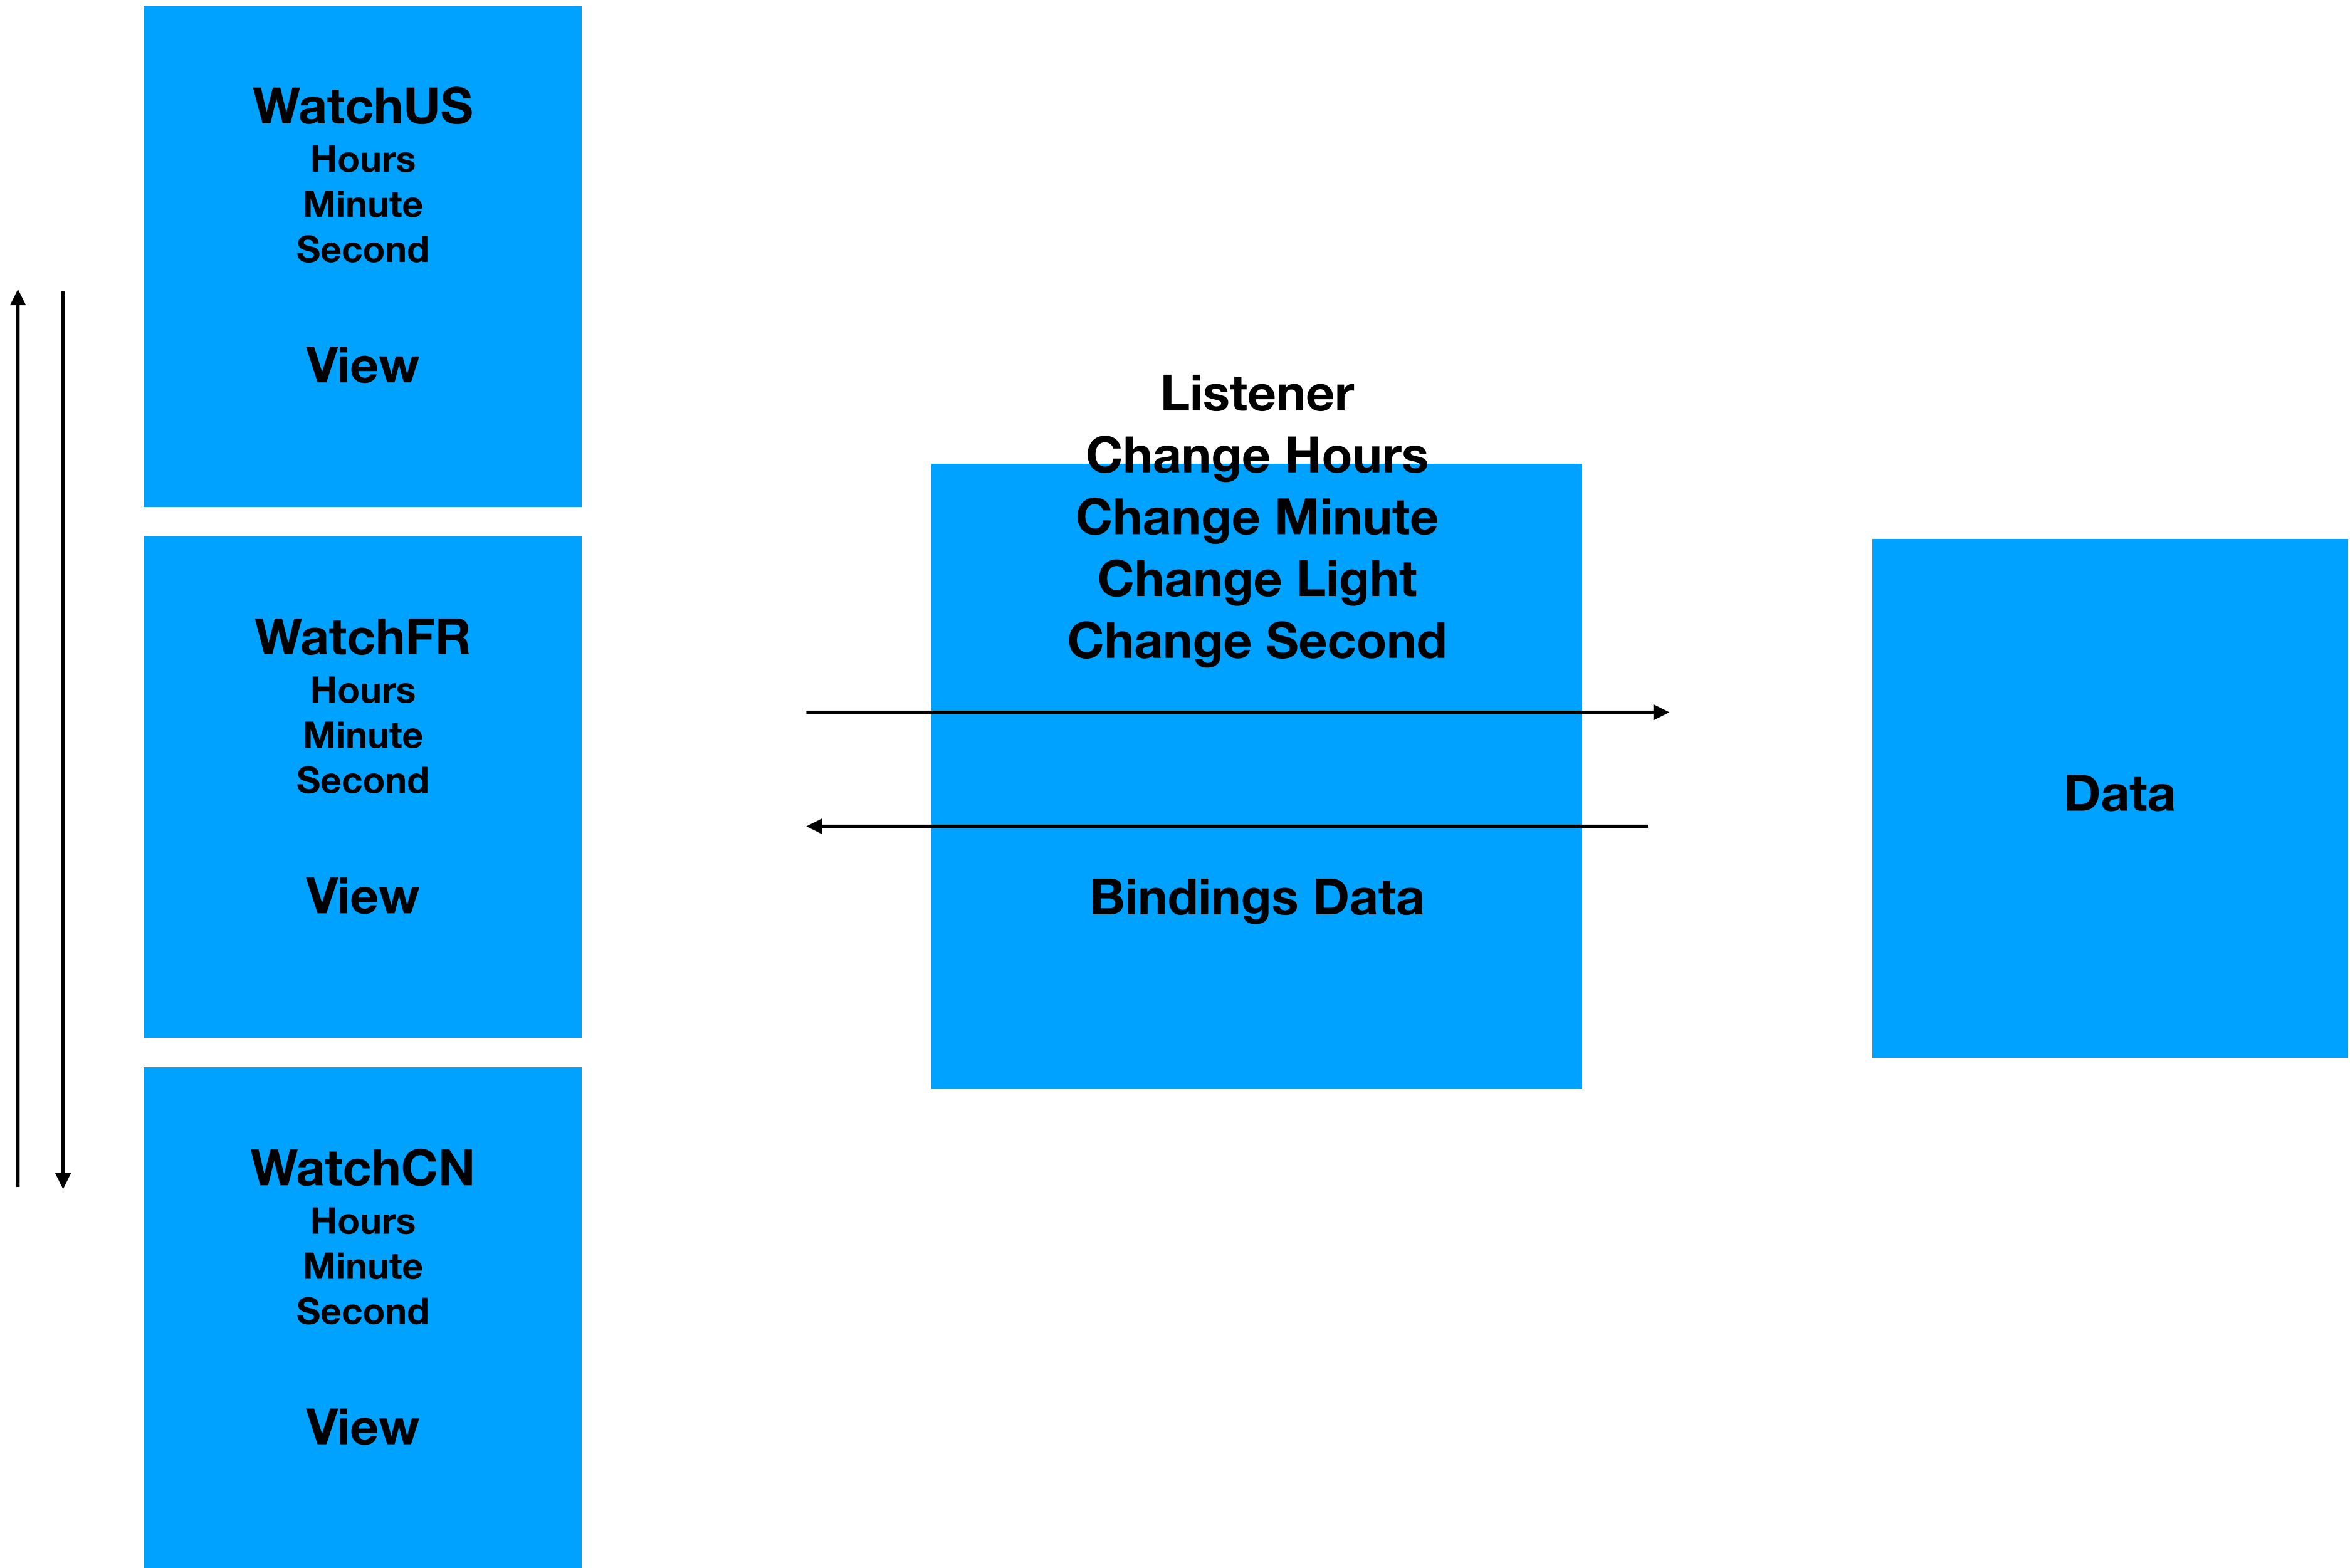 WatchUS
Hours
Minute
Second
View
WatchFR
Hours
Minute
Second
View
WatchCN
Hours
Minute
Second
View
Listener
Change Hours
Change Minute
Change Light
Change Second
Bindings Data
Data